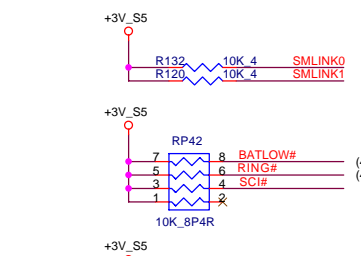 +3V_S5
R132 10K_4 SMLINK0
R120 10K_4 SMLINK1
+3V_S5
RP42
7 8 BATLOW#
5 6 RING#
3 4 SCI#
1 2
10K_8P4R
+3V_S5